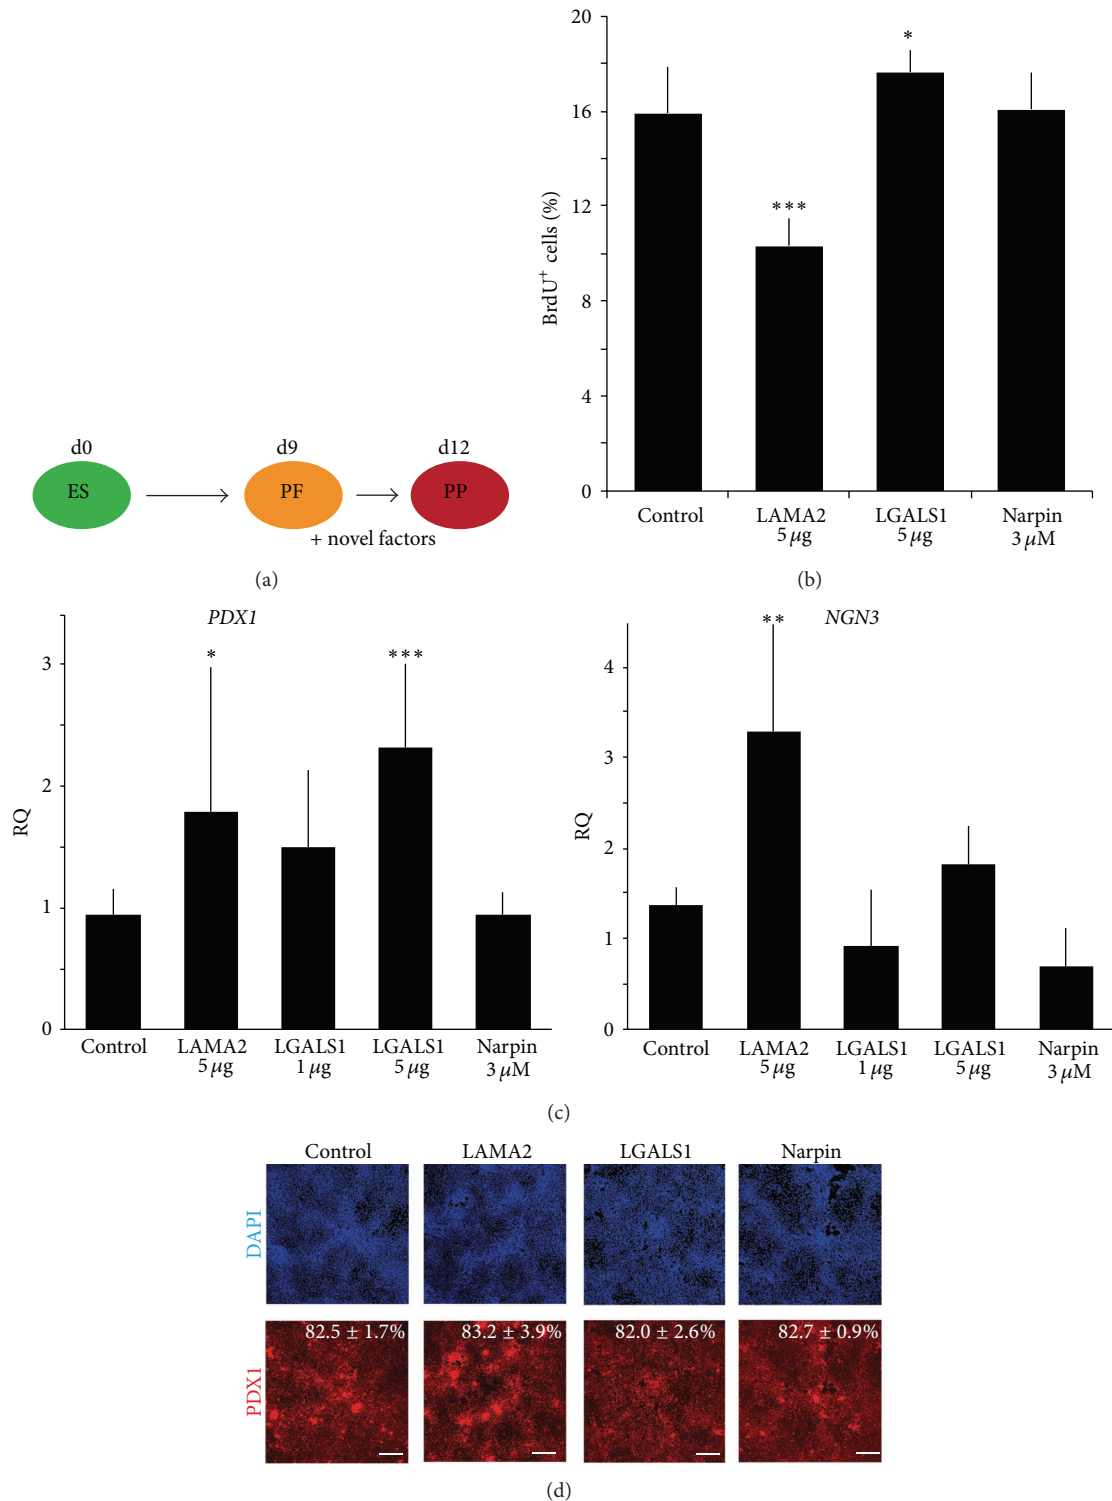 d0
d9
d12
ES
PF
PP
+ novel factors
(a)
20
16
12
8
4
0
BrdU+ cells (%)
*
***
Control
LAMA2
5 μg
LGALS1
5 μg
Narpin
3 μM
(b)
PDX1
3
2
1
0
RQ
*
***
Control
LAMA2
5 μg
LGALS1
1 μg
LGALS1
5 μg
Narpin
3 μM
NGN3
4
3
2
1
0
RQ
**
Control
LAMA2
5 μg
LGALS1
1 μg
LGALS1
5 μg
Narpin
3 μM
(c)
Control
LAMA2
LGALS1
Narpin
DAPI
PDX1
82.5 ± 1.7%
83.2 ± 3.9%
82.0 ± 2.6%
82.7 ± 0.9%
(d)